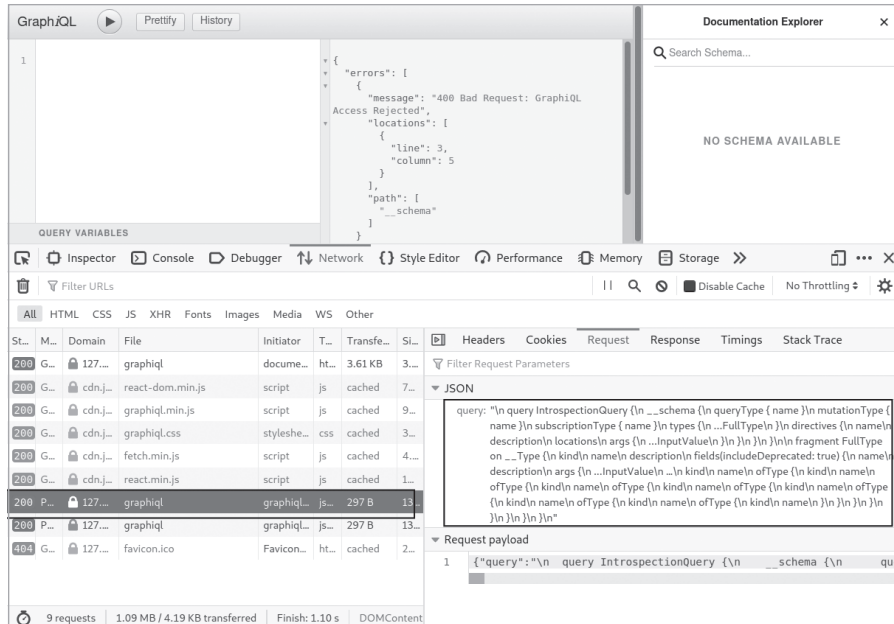 GraphiQL
Prettify
History
Documentation Explorer
×
Search Schema...
NO SCHEMA AVAILABLE
1
{
"errors": [
{
"message": "400 Bad Request: GraphiQL
Access Rejected",
"locations": [
{
"line": 3,
"column": 5
}
],
"path": [
"__schema"
]
}
QUERY VARIABLES
Inspector Console Debugger Network {} Style Editor Performance Memory Storage
Filter URLs
Disable Cache No Throttling
All HTML CSS JS XHR Fonts Images Media WS Other
St... M... Domain File Initiator T... Transfe... Si...
200 G... 127.... graphiql docume... ht... 3.61 KB 3....
200 G... cdn.j... react-dom.min.js script js cached 7...
200 G... cdn.j... graphiql.min.js script js cached 9...
200 G... cdn.j... graphiql.css styleshe... css cached 3...
200 G... cdn.j... fetch.min.js script js cached 4....
200 G... cdn.j... react.min.js script js cached 1...
200 P... 127.... graphiql graphiql... js... 297 B 13...
200 P... 127.... graphiql graphiql... js... 297 B 13...
404 G... 127.... favicon.ico Favicon... ht... cached 2...
9 requests 1.09 MB / 4.19 KB transferred Finish: 1.10 s DOMContent
Headers Cookies Request Response Timings Stack Trace
Filter Request Parameters
JSON
query: "\n query IntrospectionQuery {\n __schema {\n queryType { name }\n mutationType {
name }\n subscriptionType { name }\n types {\n ...FullType\n }\n directives {\n name\n
description\n locations\n args {\n ...InputValue\n }\n }\n }\n }\n\n fragment FullType
on __Type {\n kind\n name\n description\n fields(includeDeprecated: true) {\n name\n
description\n args {\n ...InputValue\n ...\n kind\n name\n ofType {\n kind\n name\n
ofType {\n kind\n name\n ofType {\n kind\n name\n ofType {\n kind\n name\n ofType
{\n kind\n name\n ofType {\n kind\n name\n ofType {\n kind\n name\n }\n }\n }\n }\n
}\n }\n }\n }\n"
Request payload
1 {"query":"\n query IntrospectionQuery {\n __schema {\n qu